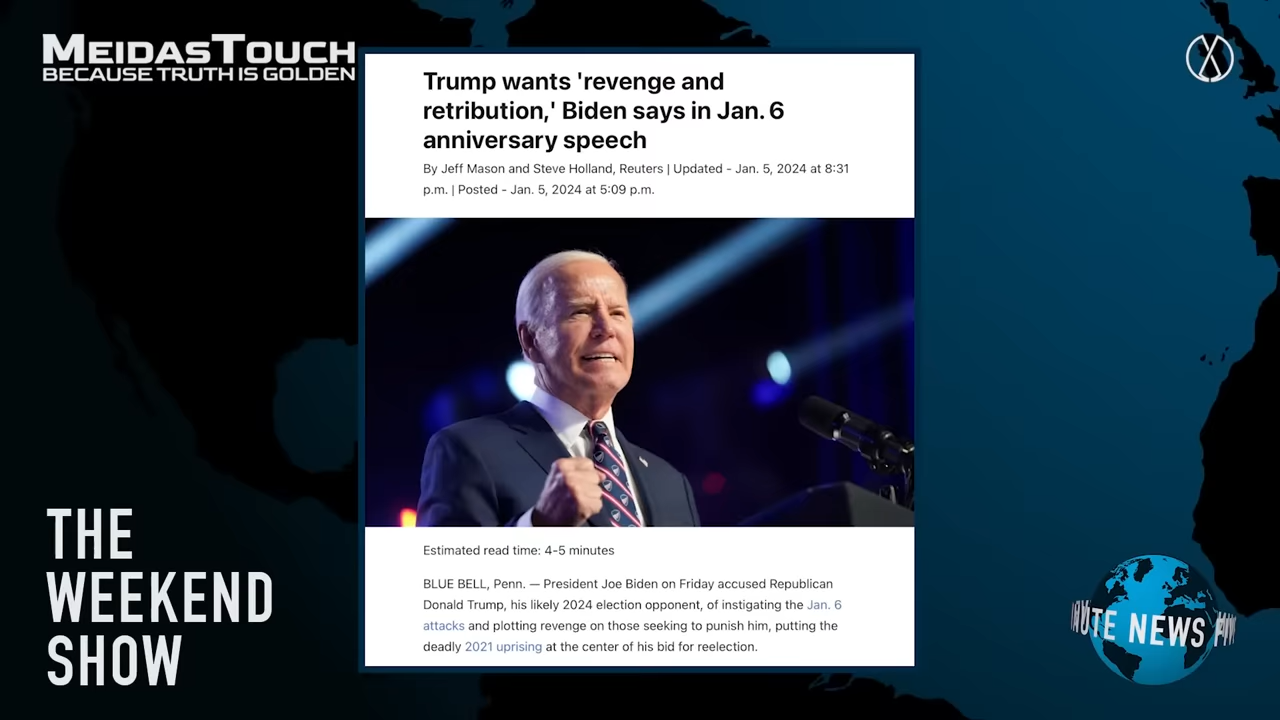 MEIDASTOUCH
BECAUSE TRUTH IS GOLDEN
Trump wants 'revenge and
retribution,' Biden says in Jan. 6
anniversary speech
By Jeff Mason and Steve Holland, Reuters | Updated - Jan. 5, 2024 at 8:31
p.m. | Posted - Jan. 5, 2024 at 5:09 p.m.
Estimated read time: 4-5 minutes
BLUE BELL, Penn. — President Joe Biden on Friday accused Republican
Donald Trump, his likely 2024 election opponent, of instigating the Jan. 6
attacks and plotting revenge on those seeking to punish him, putting the
deadly 2021 uprising at the center of his bid for reelection.
THE
WEEKEND
SHOW
NEWS